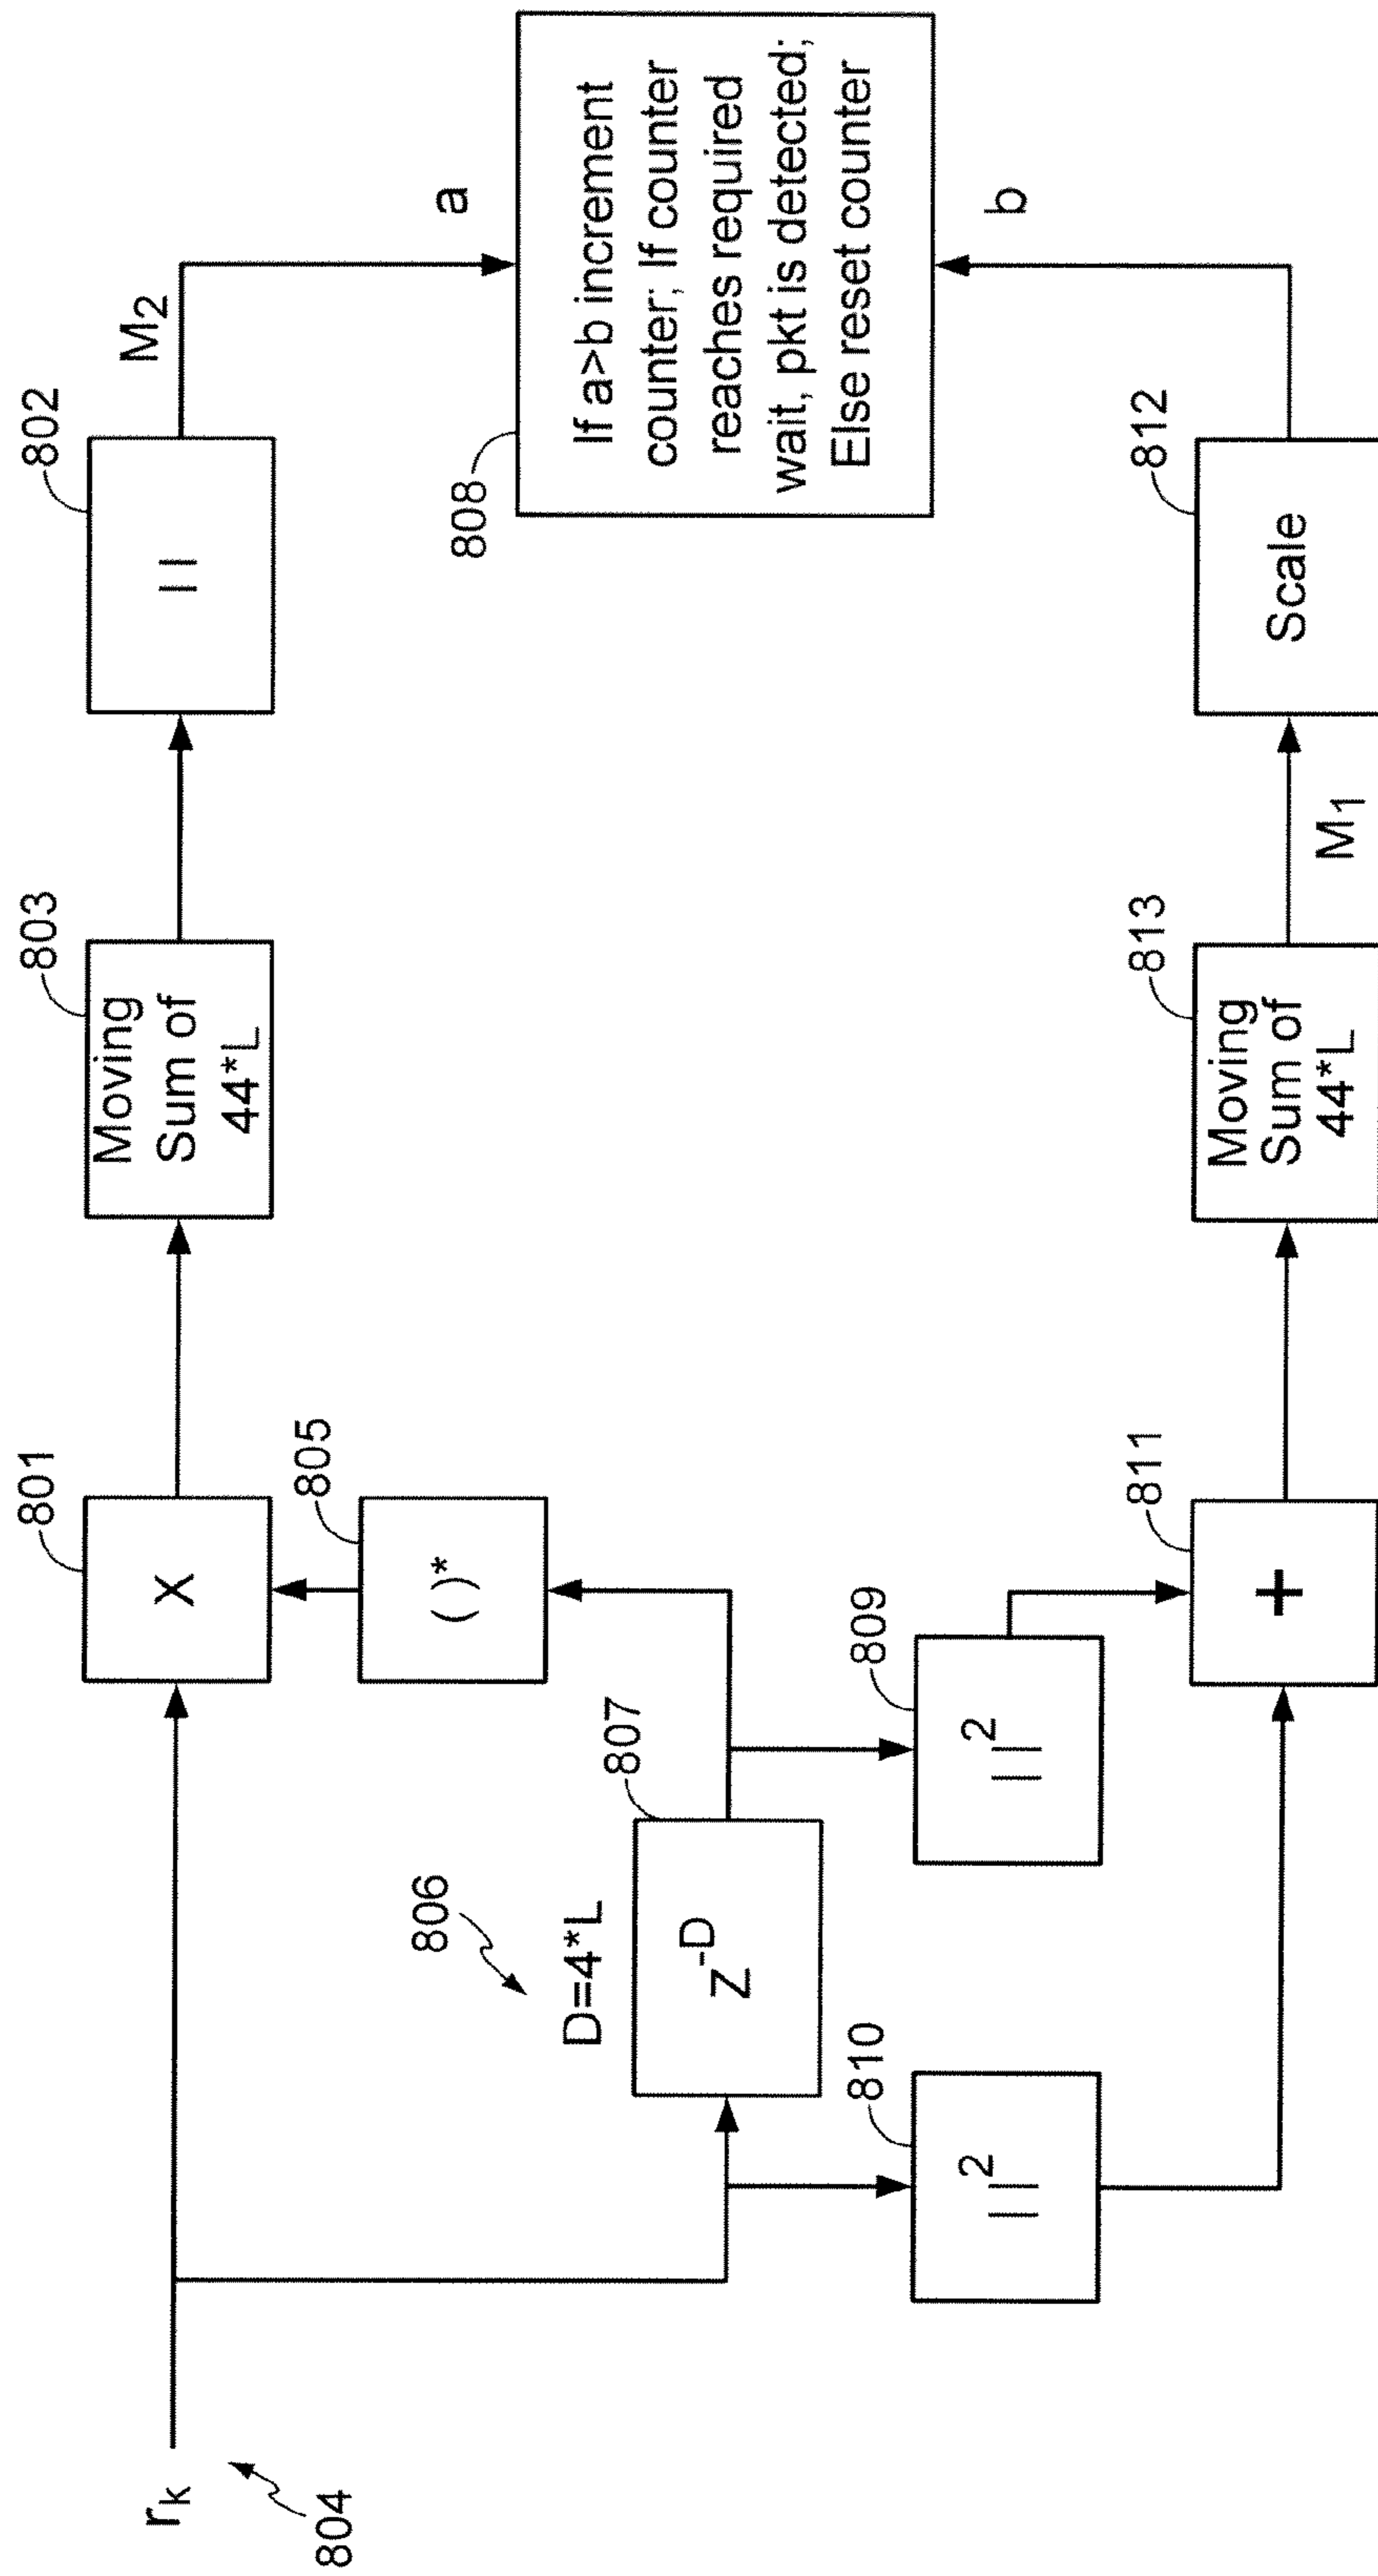 804
r_k
801
X
803
Moving
Sum of
44*L
802
| |
M_2
a
805
( )*
806
D=4*L
807
Z^-D
808
If a>b increment
counter; If counter
reaches required
wait, pkt is detected;
Else reset counter
b
810
| |^2
809
| |^2
811
+
813
Moving
Sum of
44*L
M_1
812
Scale